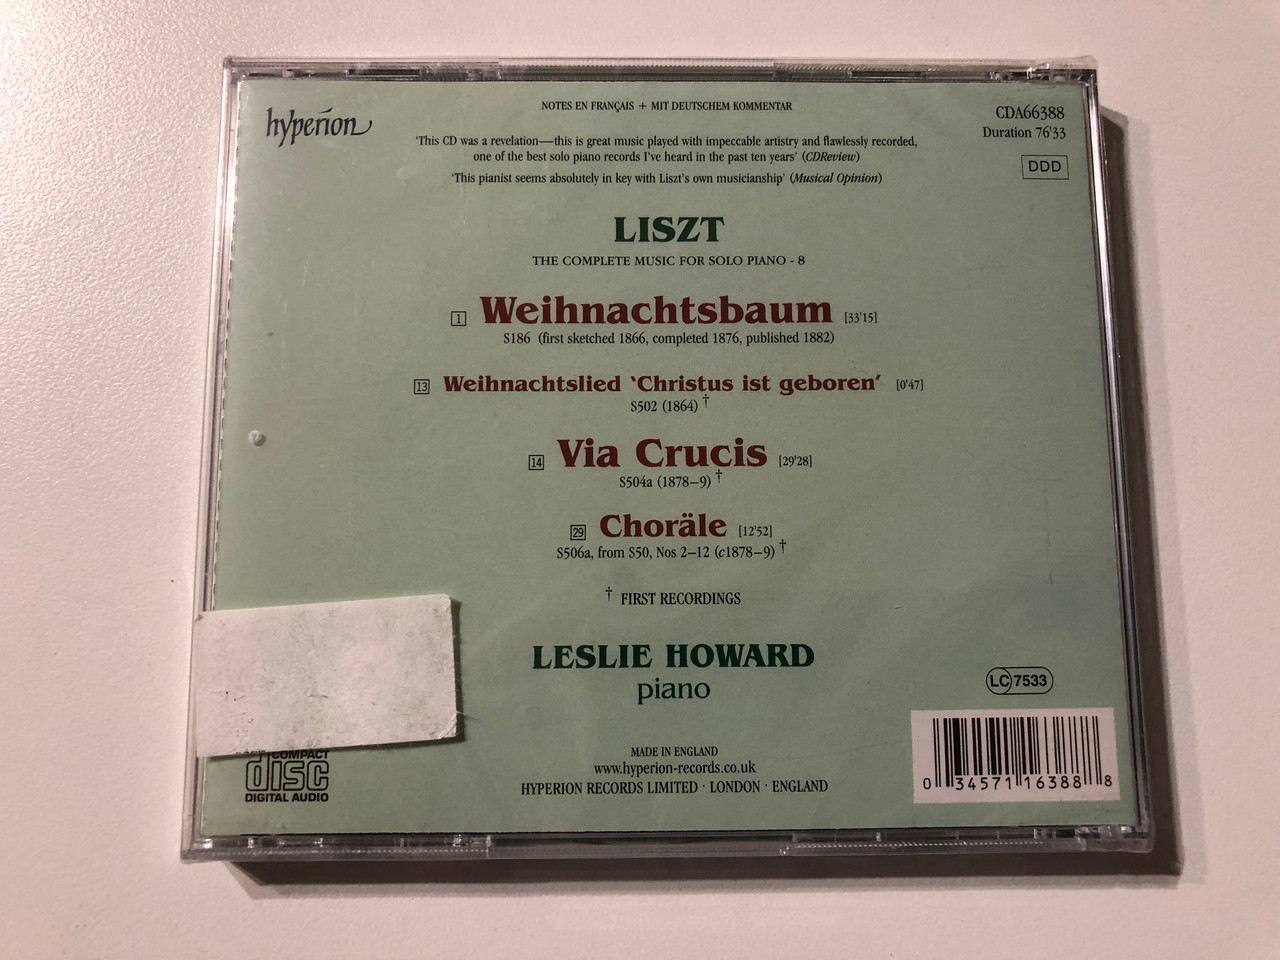 hyperion
NOTES EN FRANÇAIS + MIT DEUTSCHEM KOMMENTAR
CDA66388
Duration 76'33
DDD
'This CD was a revelation—this is great music played with impeccable artistry and flawlessly recorded,
one of the best solo piano records I've heard in the past ten years' (CDReview)
'This pianist seems absolutely in key with Liszt's own musicianship' (Musical Opinion)
LISZT
THE COMPLETE MUSIC FOR SOLO PIANO - 8
1 Weihnachtsbaum [33'15]
S186 (first sketched 1866, completed 1876, published 1882)
13 Weihnachtslied 'Christus ist geboren' [0'47]
S502 (1864) †
14 Via Crucis [29'28]
S504a (1878–9) †
29 Choräle [12'52]
S506a, from S50, Nos 2–12 (c1878–9) †
† FIRST RECORDINGS
LESLIE HOWARD
piano
LC 7533
COMPACT
disc
DIGITAL AUDIO
MADE IN ENGLAND
www.hyperion-records.co.uk
HYPERION RECORDS LIMITED · LONDON · ENGLAND
0 34571 16388 8